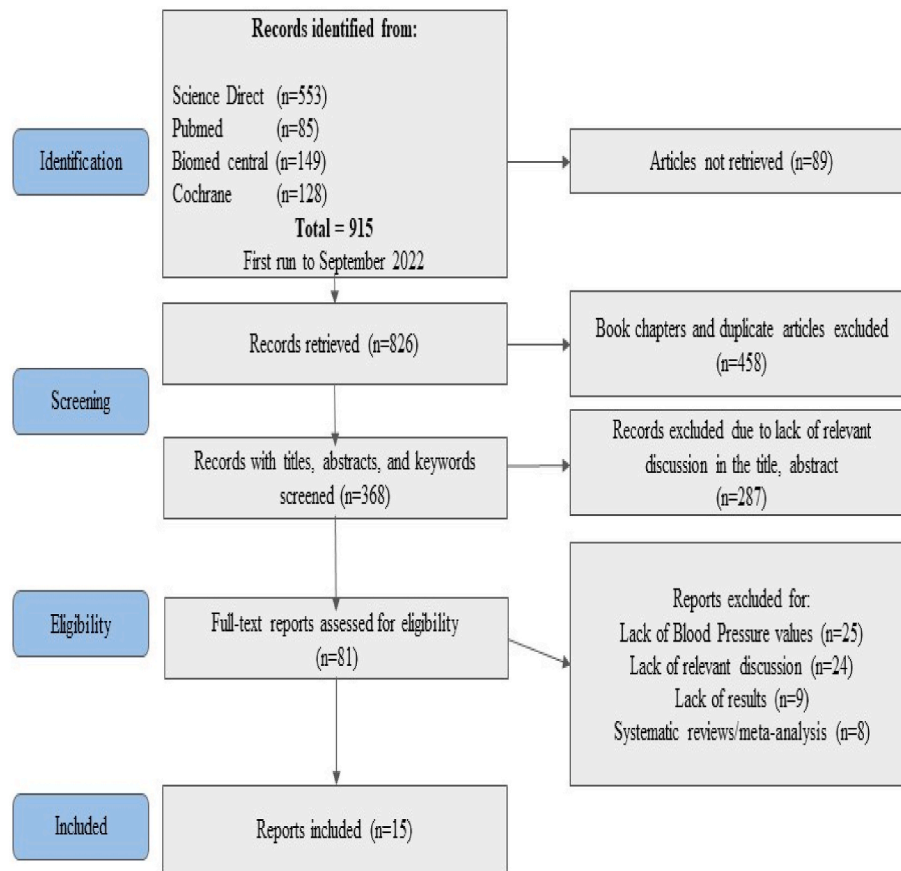 Records identified from:
Science Direct (n=553)
Pubmed (n=85)
Biomed central (n=149)
Cochrane (n=128)
Total = 915
First run to September 2022
Identification
Articles not retrieved (n=89)
Records retrieved (n=826)
Book chapters and duplicate articles excluded
(n=458)
Screening
Records with titles, abstracts, and keywords
screened (n=368)
Records excluded due to lack of relevant
discussion in the title, abstract
(n=287)
Eligibility
Full-text reports assessed for eligibility
(n=81)
Reports excluded for:
Lack of Blood Pressure values (n=25)
Lack of relevant discussion (n=24)
Lack of results (n=9)
Systematic reviews/meta-analysis (n=8)
Included
Reports included (n=15)